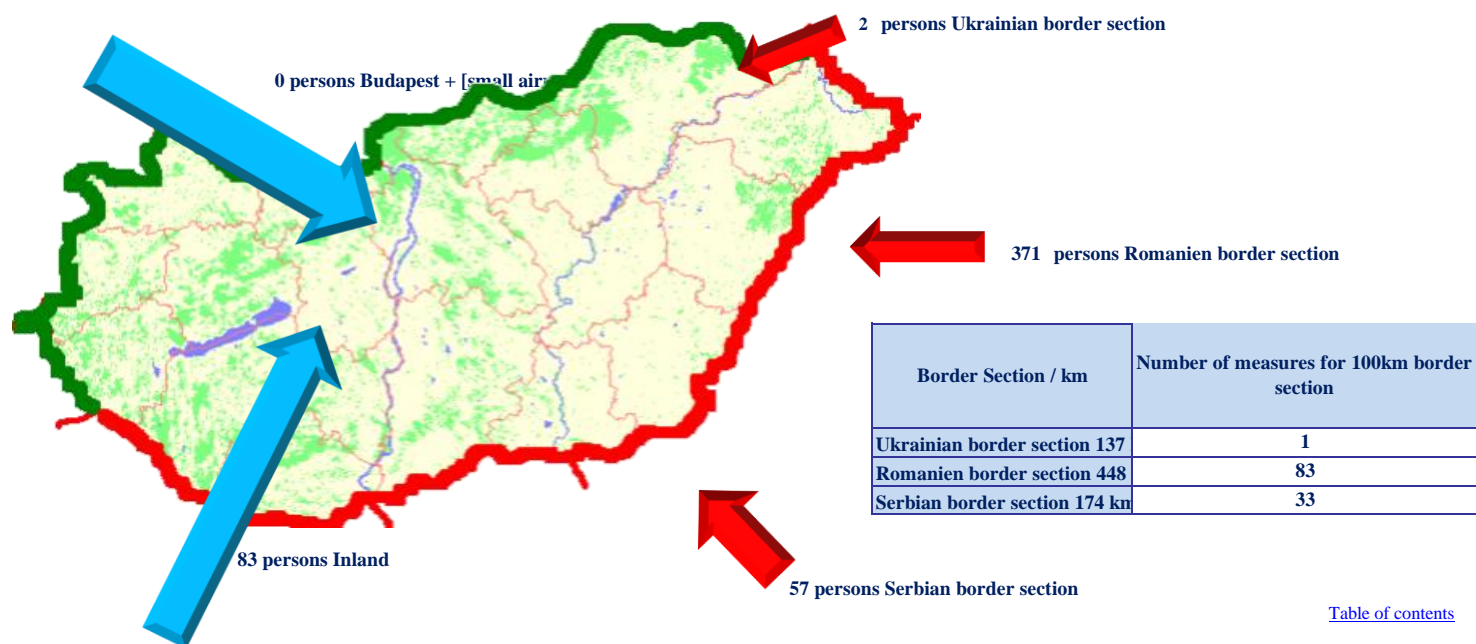 2 persons Ukrainian border section
0 persons Budapest + [small air
371 persons Romanien border section
Border Section / km
Number of measures for 100km border
section
Ukrainian border section 137
1
Romanien border section 448
83
Serbian border section 174 km
33
83 persons Inland
57 persons Serbian border section
Table of contents